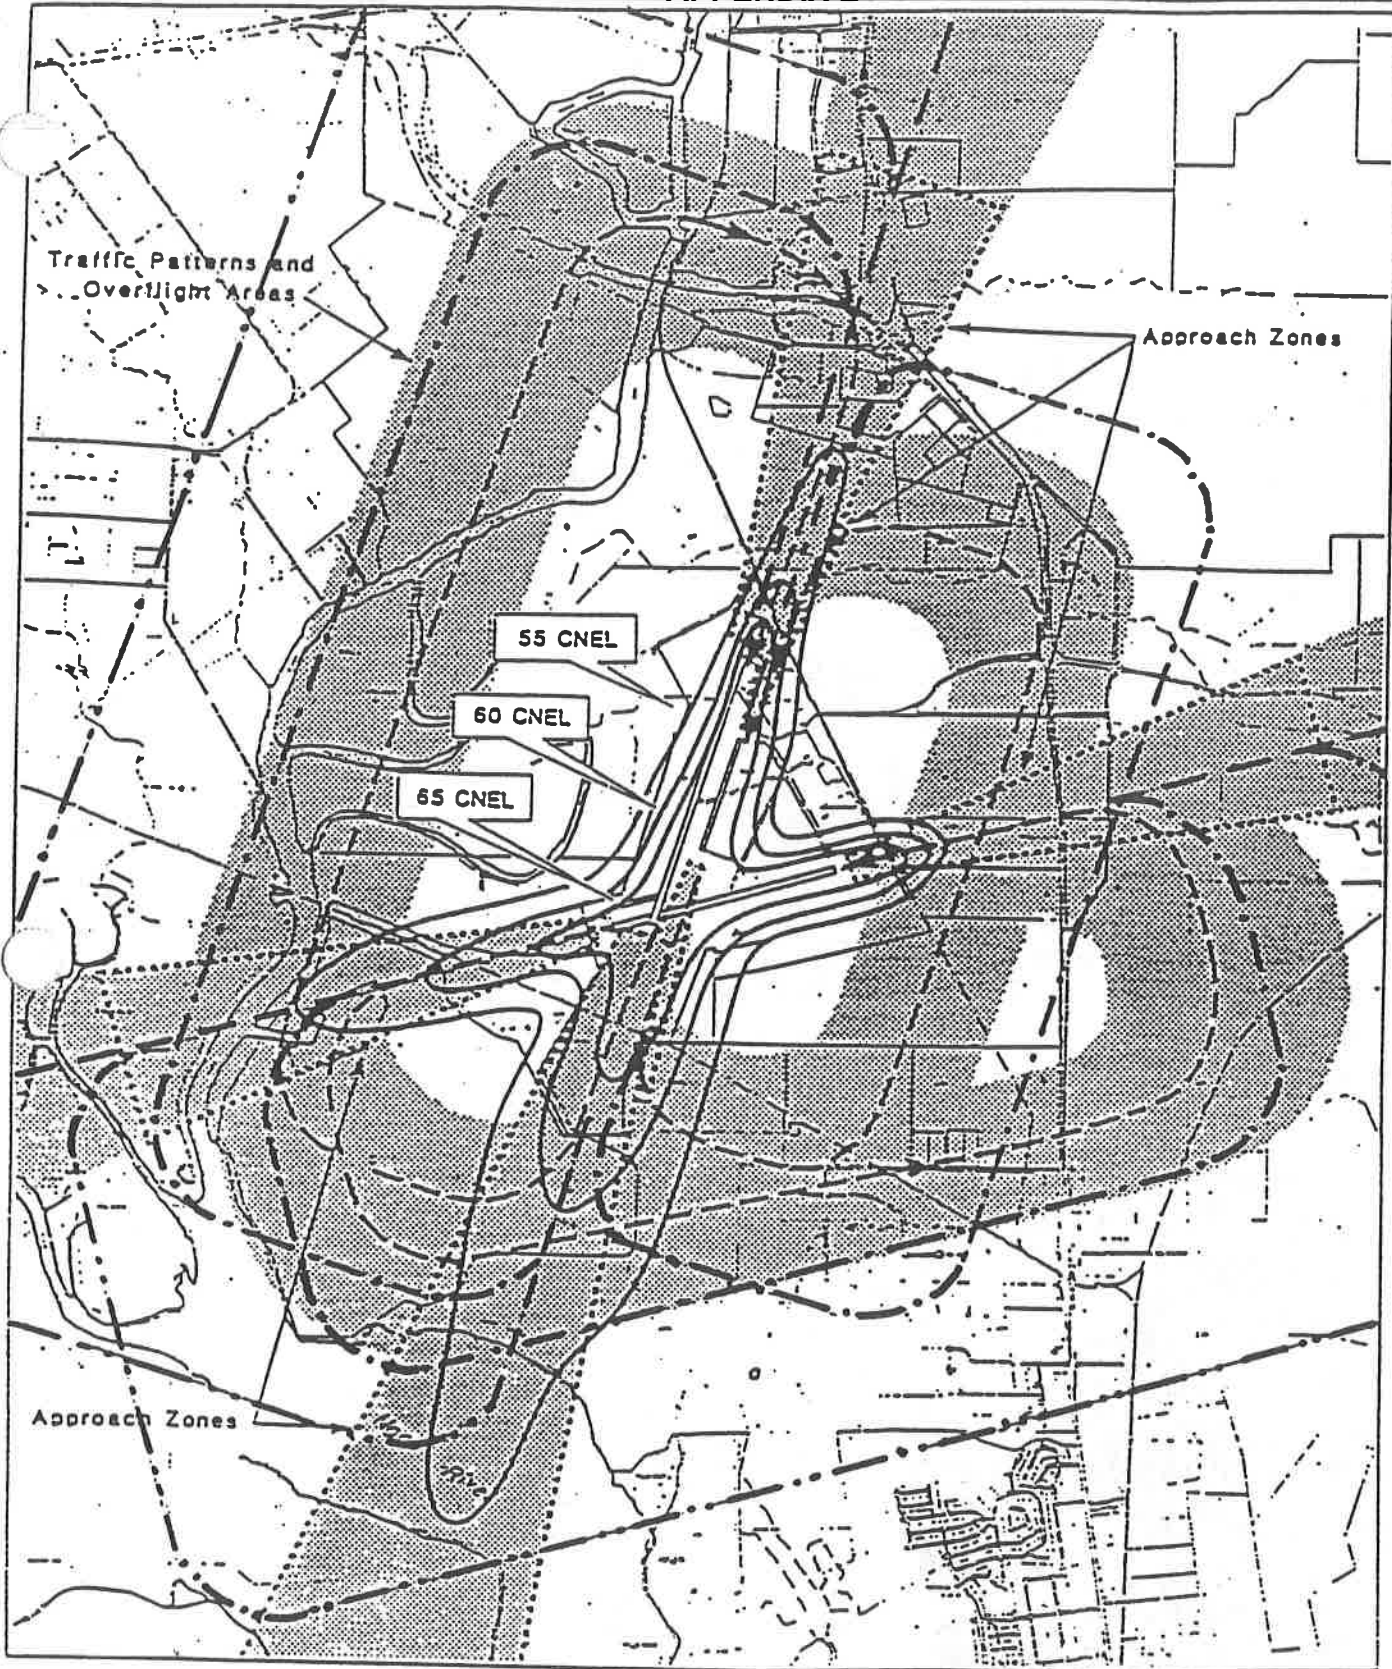 Traffic Patterns and
Overflight Areas
Approach Zones
55 CNEL
60 CNEL
65 CNEL
Approach Zones